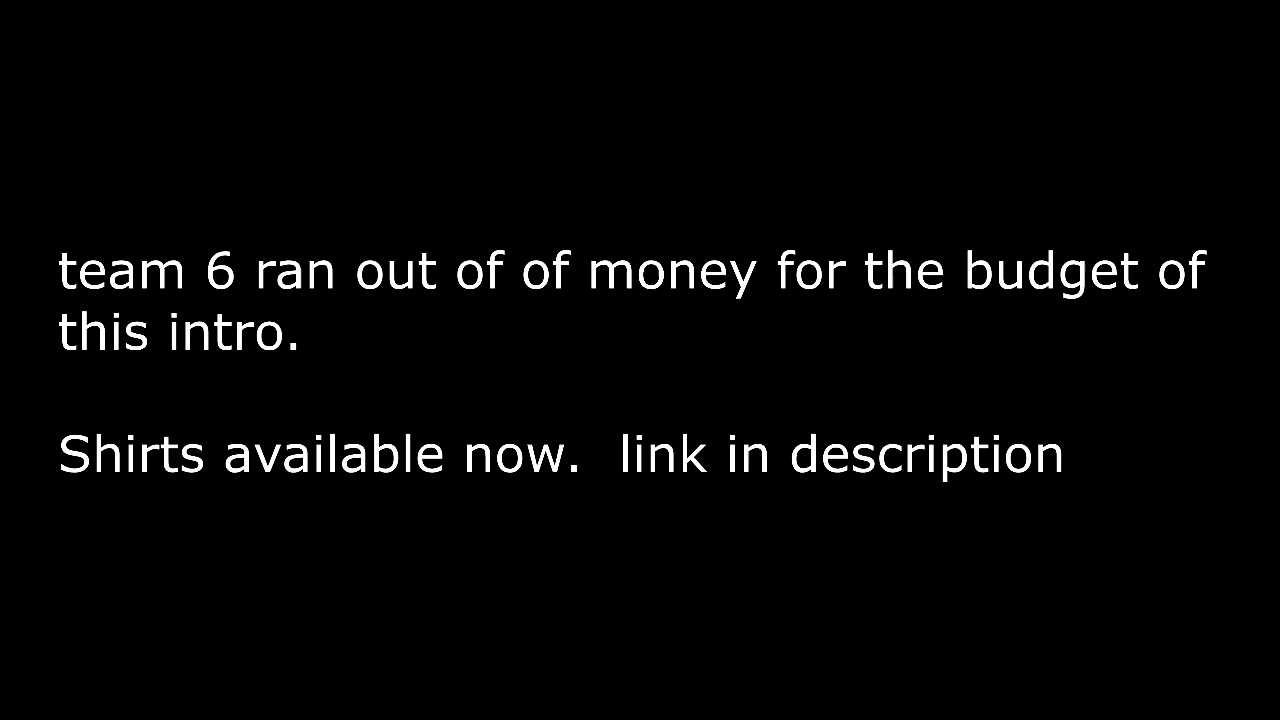 team 6 ran out of of money for the budget of
this intro.
Shirts available now.  link in description